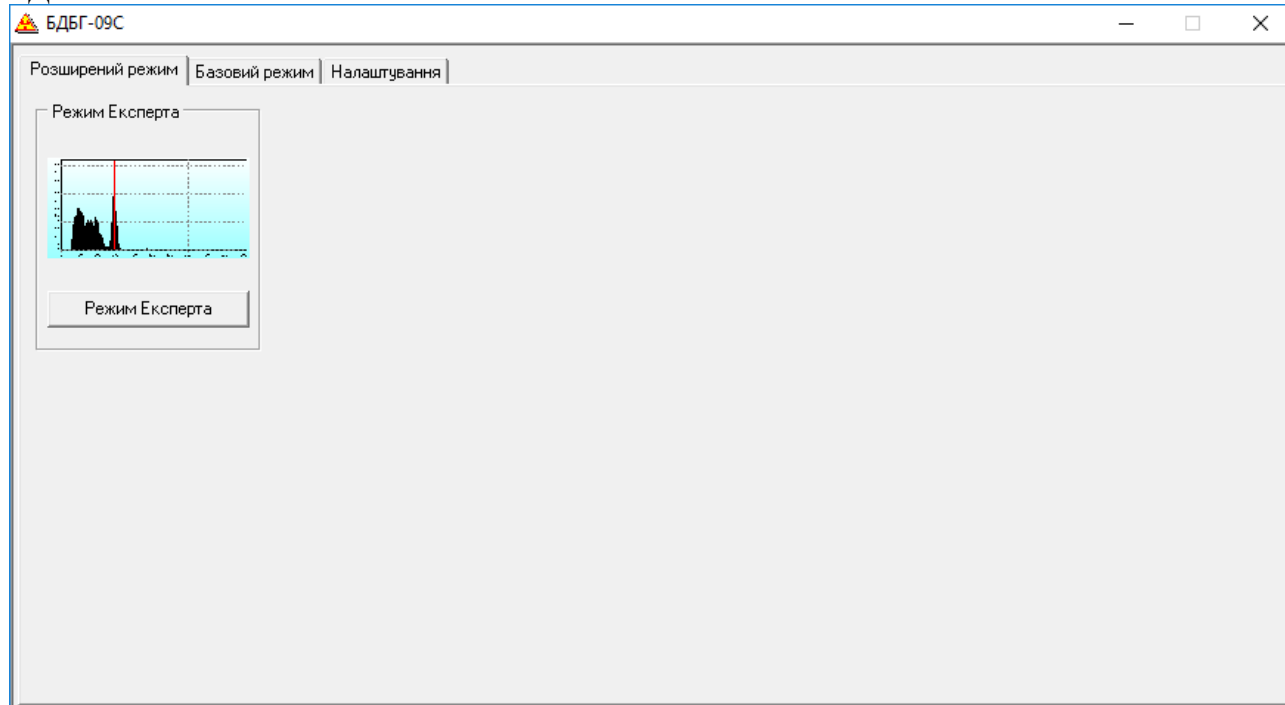 БДБГ-09С
Розширений режим Базовий режим Налаштування
Режим Експерта
Режим Експерта